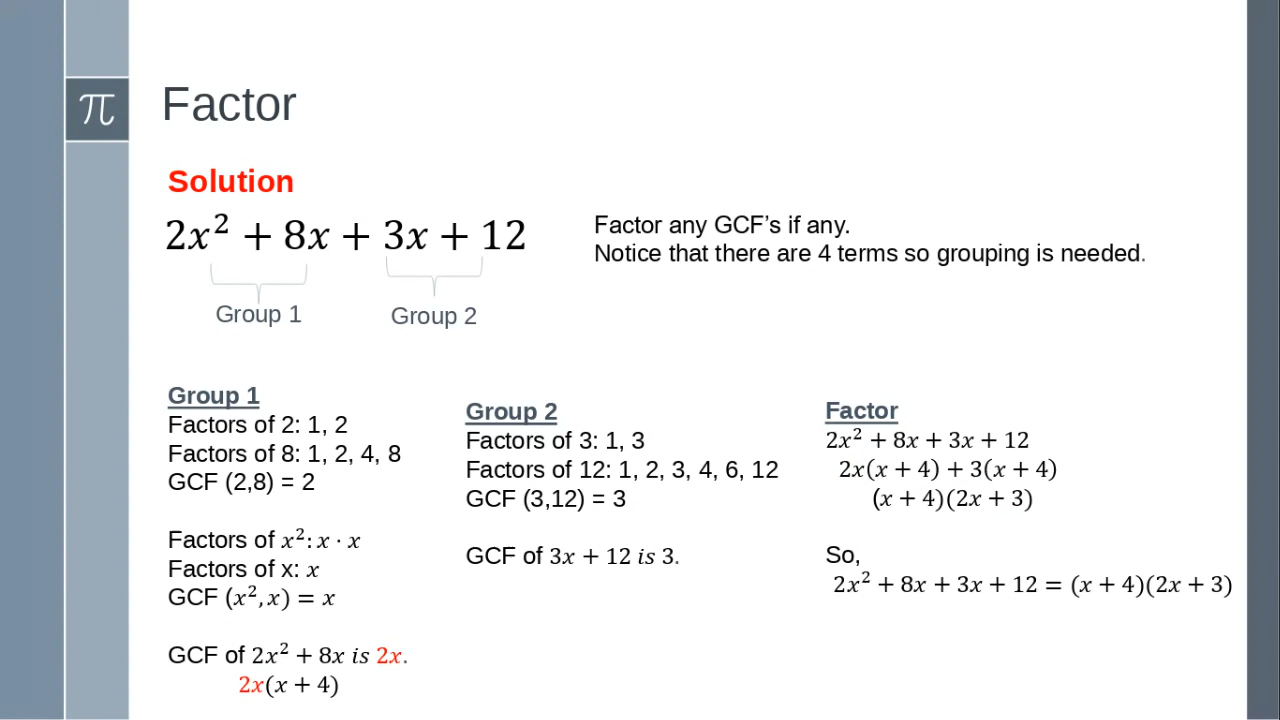 π
Factor
Solution
2x² + 8x + 3x + 12
Group 1
Group 2
Factor any GCF’s if any.
Notice that there are 4 terms so grouping is needed.
Group 1
Factors of 2: 1, 2
Factors of 8: 1, 2, 4, 8
GCF (2,8) = 2
Factors of x²: x · x
Factors of x: x
GCF (x², x) = x
GCF of 2x² + 8x is 2x.
2x(x + 4)
Group 2
Factors of 3: 1, 3
Factors of 12: 1, 2, 3, 4, 6, 12
GCF (3,12) = 3
GCF of 3x + 12 is 3.
Factor
2x² + 8x + 3x + 12
2x(x + 4) + 3(x + 4)
(x + 4)(2x + 3)
So,
2x² + 8x + 3x + 12 = (x + 4)(2x + 3)